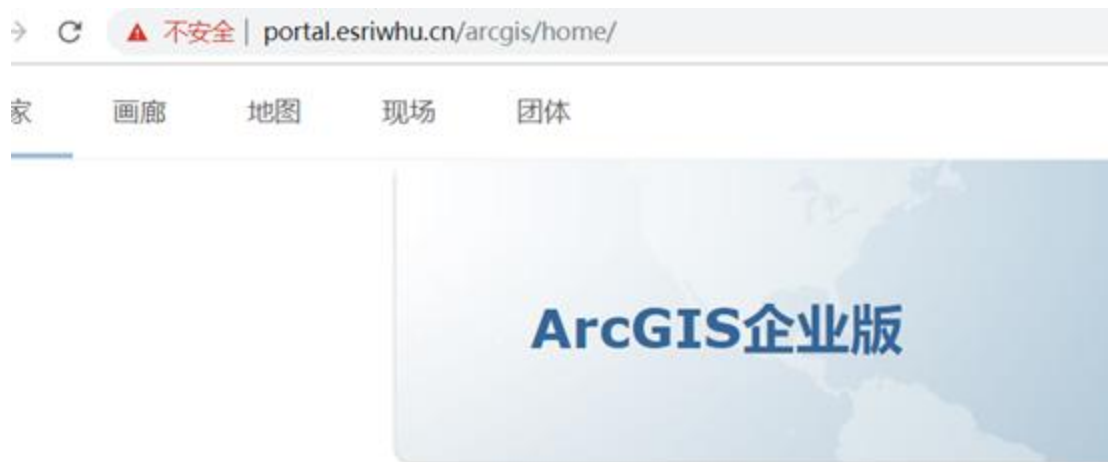 不安全 | portal.esriwhu.cn/arcgis/home/
家 画廊 地图 现场 团体
ArcGIS企业版